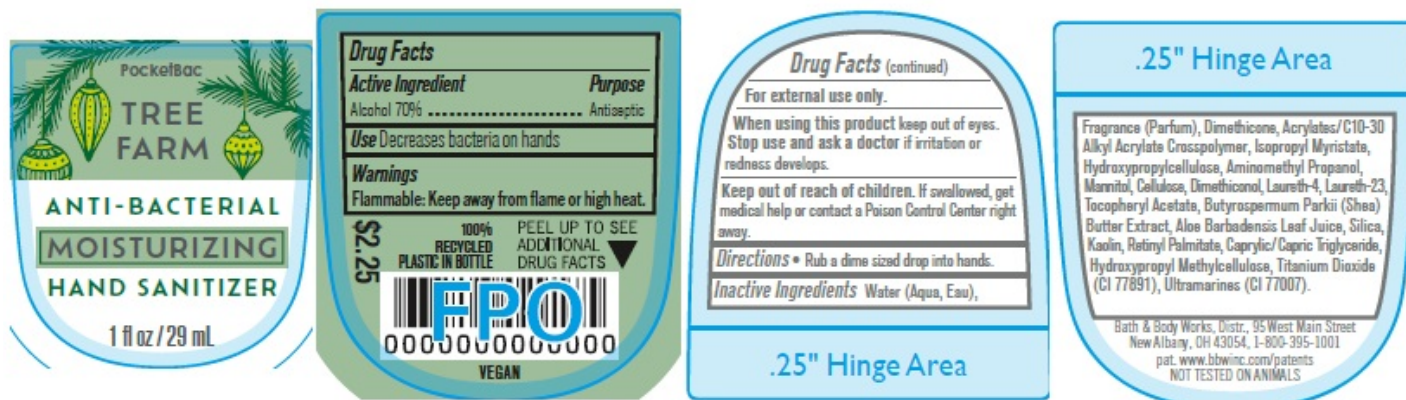 PocketBac
TREE
FARM
ANTI-BACTERIAL
MOISTURIZING
HAND SANITIZER
1 fl oz / 29 mL
Drug Facts
Active Ingredient Purpose
Alcohol 70% ........................ Antiseptic
Use Decreases bacteria on hands
Warnings
Flammable: Keep away from flame or high heat.
$2.25
100%
RECYCLED
PLASTIC IN BOTTLE
PEEL UP TO SEE
ADDITIONAL
DRUG FACTS
FPO
00000000000000
VEGAN
Drug Facts (continued)
For external use only.
When using this product keep out of eyes.
Stop use and ask a doctor if irritation or
redness develops.
Keep out of reach of children. If swallowed, get
medical help or contact a Poison Control Center right
away.
Directions • Rub a dime sized drop into hands.
Inactive Ingredients Water (Aqua, Eau),
.25" Hinge Area
.25" Hinge Area
Fragrance (Parfum), Dimethicone, Acrylates/C10-30
Alkyl Acrylate Crosspolymer, Isopropyl Myristate,
Hydroxypropylcellulose, Aminomethyl Propanol,
Mannitol, Cellulose, Dimethiconol, Laureth-4, Laureth-23,
Tocopheryl Acetate, Butyrospermum Parkii (Shea)
Butter Extract, Aloe Barbadensis Leaf Juice, Silica,
Kaolin, Retinyl Palmitate, Caprylic/Capric Triglyceride,
Hydroxypropyl Methylcellulose, Titanium Dioxide
(CI 77891), Ultramarines (CI 77007).
Bath & Body Works, Distr., 95 West Main Street
New Albany, OH 43054, 1-800-395-1001
pat. www.bbwinc.com/patents
NOT TESTED ON ANIMALS